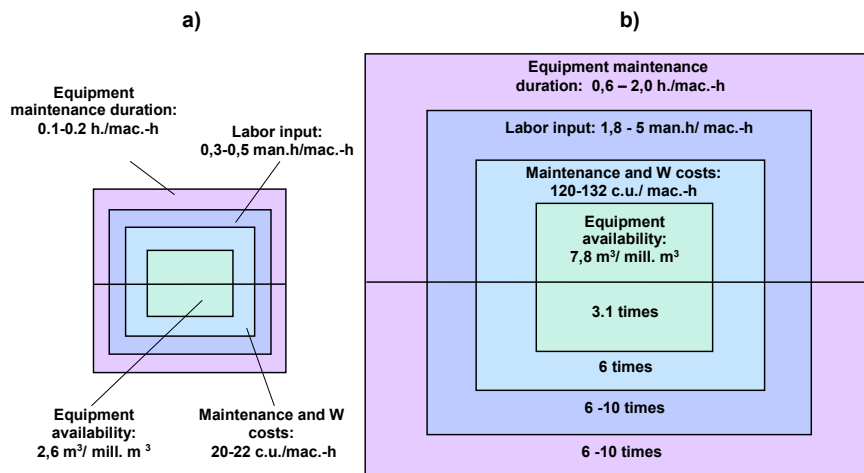 a)
Equipment
maintenance duration:
0.1-0.2 h./mac.-h
Labor input:
0,3-0,5 man.h/mac.-h
Equipment
availability:
2,6 m³/ mill. m ³
Maintenance and W
costs:
20-22 c.u./mac.-h
b)
Equipment maintenance
duration:  0,6 – 2,0 h./mac.-h
Labor input: 1,8 - 5 man.h/ mac.-h
Maintenance and W costs:
120-132 c.u./ mac.-h
Equipment
availability:
7,8 m³/ mill. m³
3.1 times
6 times
6 -10 times
6 -10 times